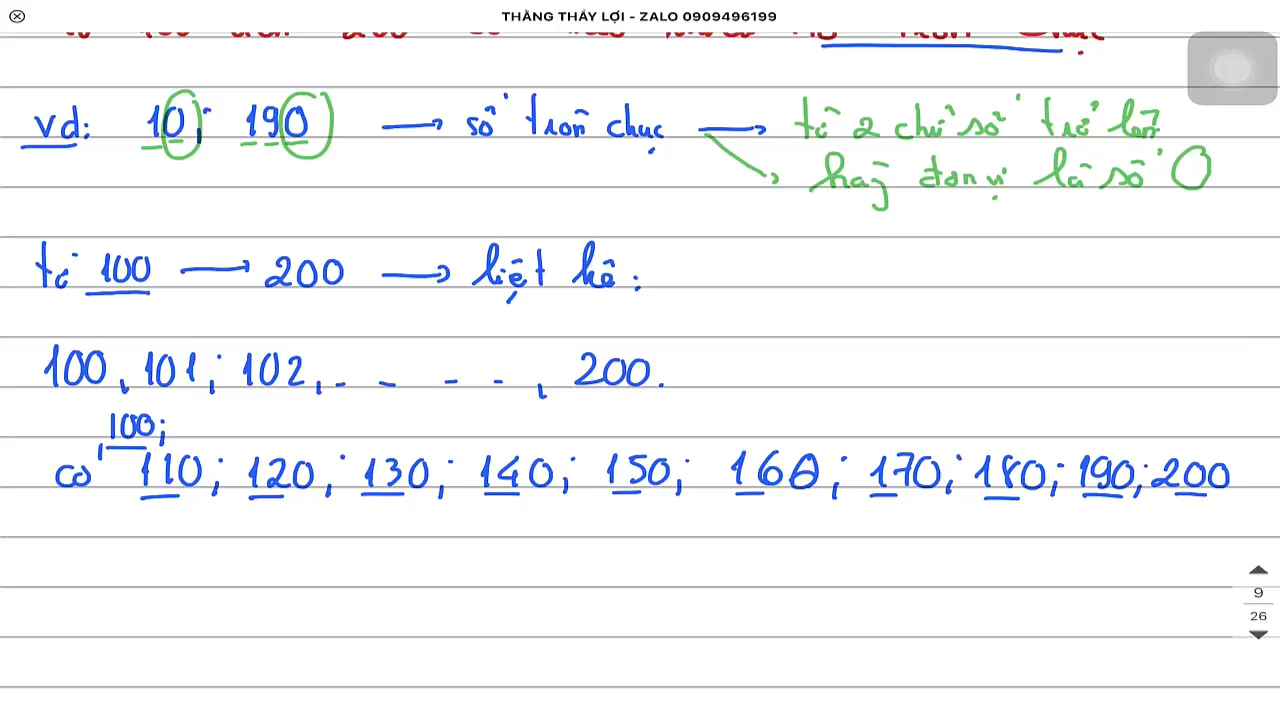 THẮNG THẦY LỢI - ZALO 0909496199
vd: 10; 190 → số tròn chục → từ 2 chữ số trở lên
hàng đơn vị là số 0
từ 100 → 200 → liệt kê:
100, 101; 102, . . . . , 200.
100;
có 110; 120; 130; 140; 150; 160; 170; 180; 190; 200
9
26